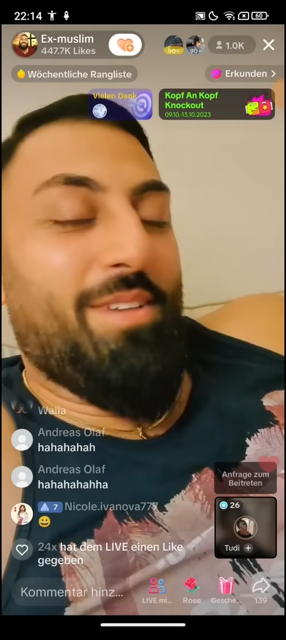 22:14
60
Ex-muslim
447.7K Likes
1.0K
Wöchentliche Rangliste
Erkunden
Vielen Dank
Kopf An Kopf
Knockout
09.10.-13.10.2023
Walla
Andreas Olaf
hahahahah
Andreas Olaf
hahahahahha
7 Nicole.ivanova777
24x hat dem LIVE einen Like
gegeben
Anfrage zum
Beitreten
26
Tudi +
Kommentar hinz...
LIVE mi...
Rose
Gesche...
139